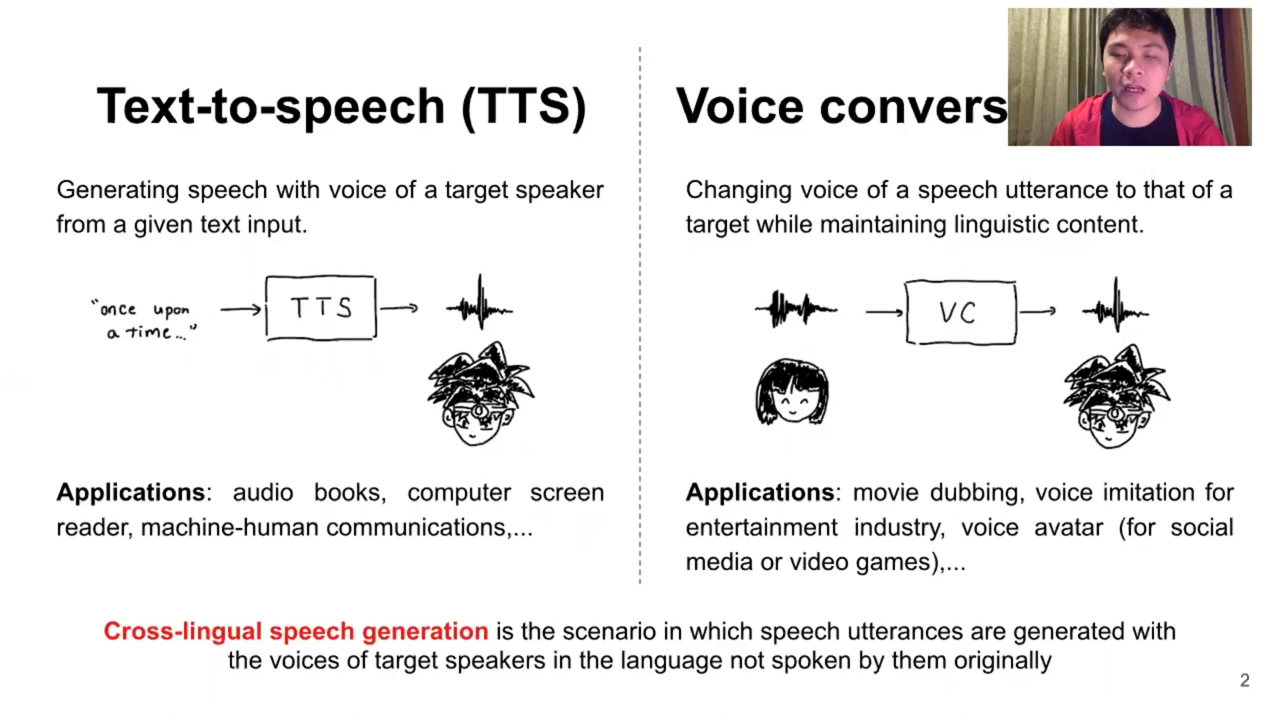 Text-to-speech (TTS)
Generating speech with voice of a target speaker
from a given text input.
"once upon
a time..."
TTS
Applications: audio books, computer screen
reader, machine-human communications,...
Voice convers
Changing voice of a speech utterance to that of a
target while maintaining linguistic content.
VC
Applications: movie dubbing, voice imitation for
entertainment industry, voice avatar (for social
media or video games),...
Cross-lingual speech generation is the scenario in which speech utterances are generated with
the voices of target speakers in the language not spoken by them originally
2